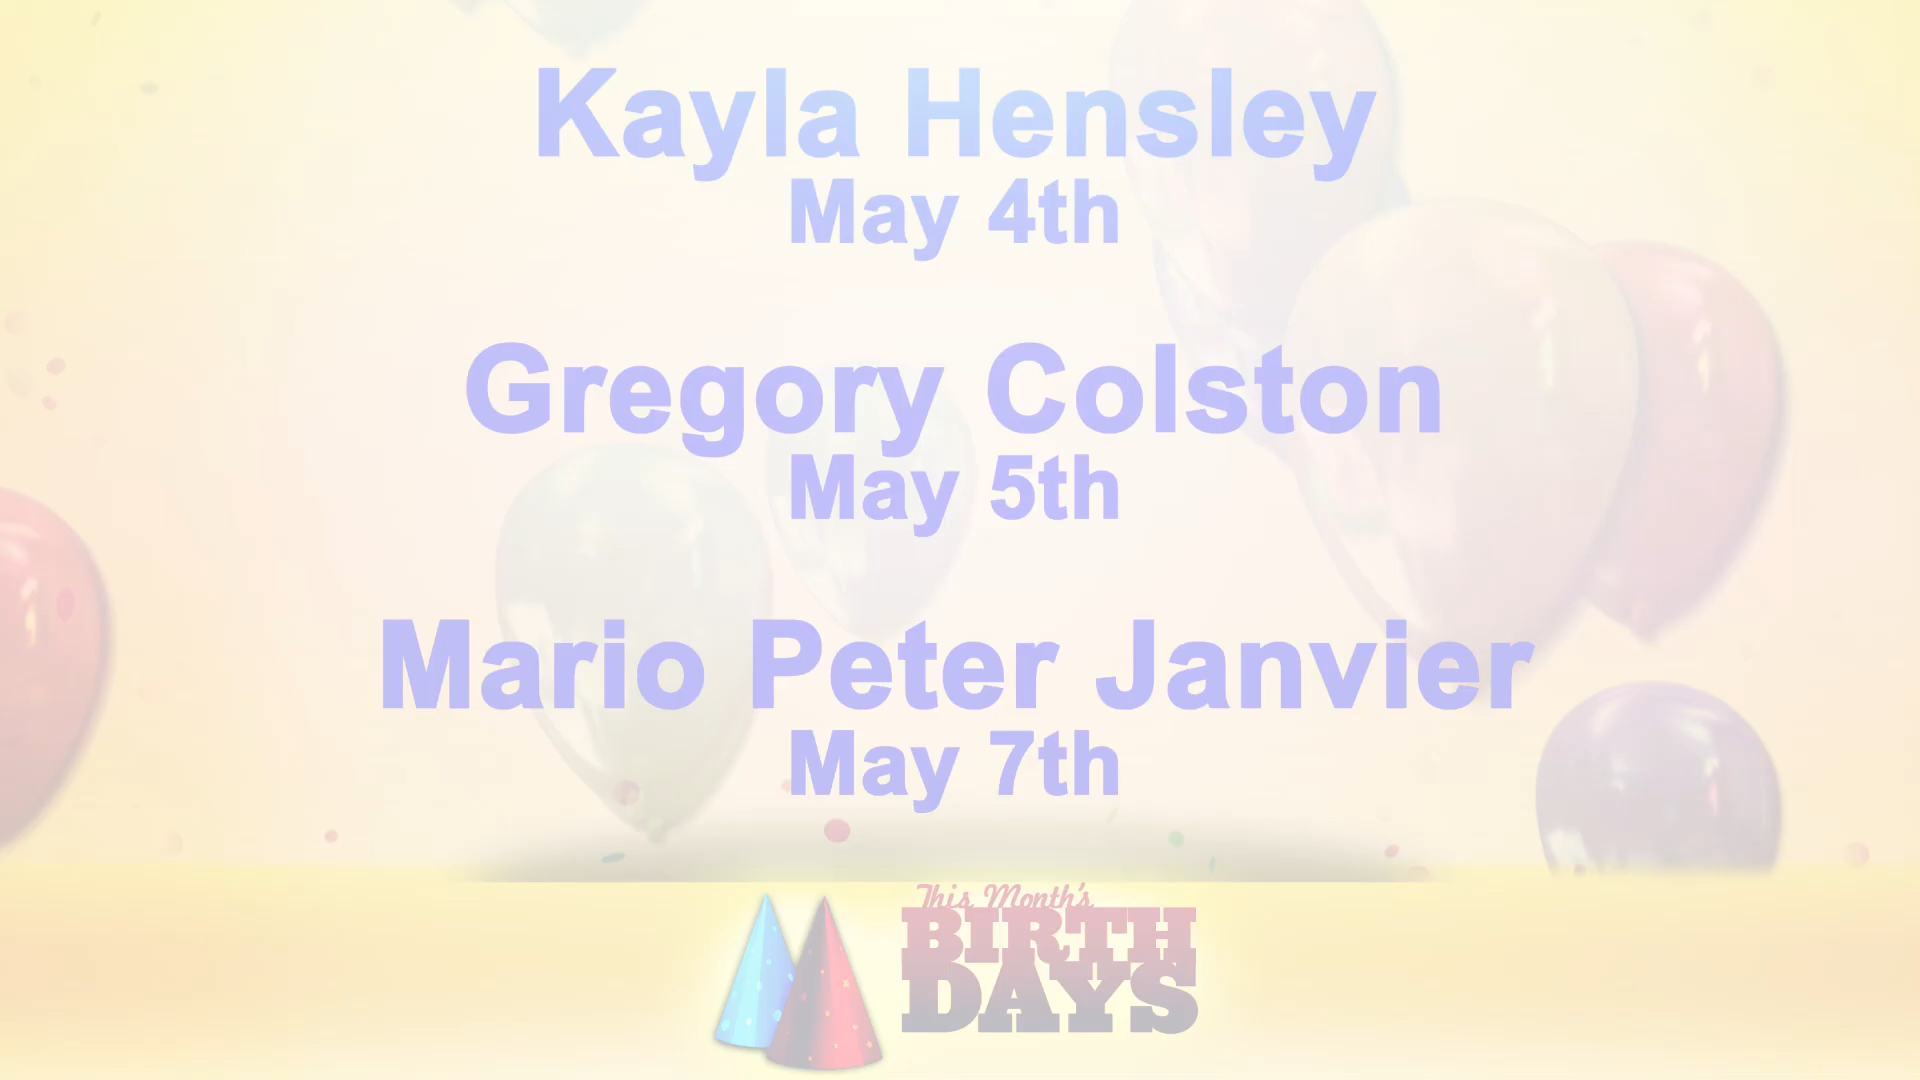 Kayla Hensley
May 4th
Gregory Colston
May 5th
Mario Peter Janvier
May 7th
This Month's
BIRTH
DAYS